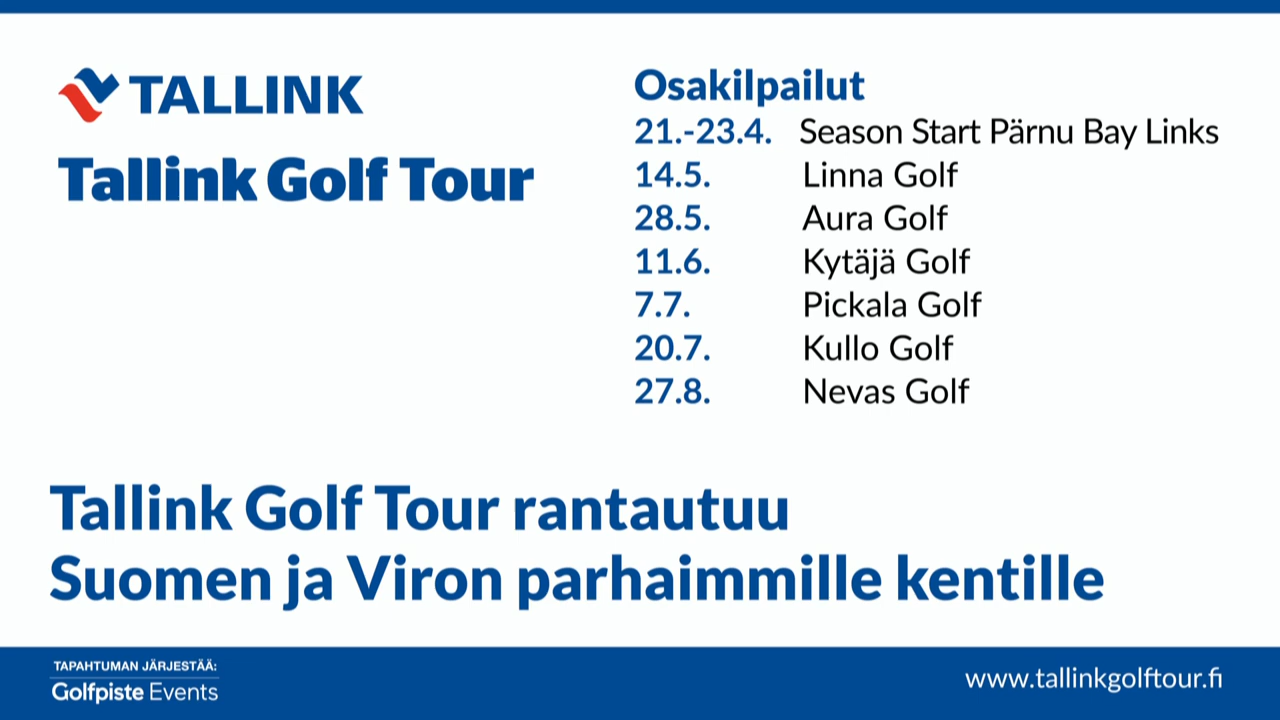 TALLINK
Tallink Golf Tour
Osakilpailut
21.-23.4. Season Start Pärnu Bay Links
14.5. Linna Golf
28.5. Aura Golf
11.6. Kytäjä Golf
7.7. Pickala Golf
20.7. Kullo Golf
27.8. Nevas Golf
Tallink Golf Tour rantautuu
Suomen ja Viron parhaimmille kentille
TAPAHTUMAN JÄRJESTÄÄ:
Golfpiste Events
www.tallinkgolftour.fi